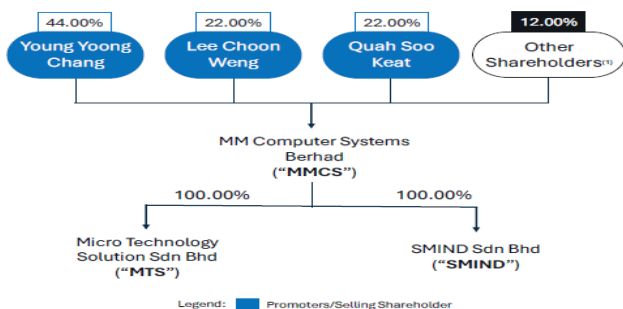 44.00%
22.00%
22.00%
12.00%
Young Yoong
Chang
Lee Choon
Weng
Quah Soo
Keat
Other
Shareholders(1)
MM Computer Systems
Berhad
("MMCS")
100.00%
100.00%
Micro Technology
Solution Sdn Bhd
("MTS")
SMIND Sdn Bhd
("SMIND")
Legend: Promoters/Selling Shareholder